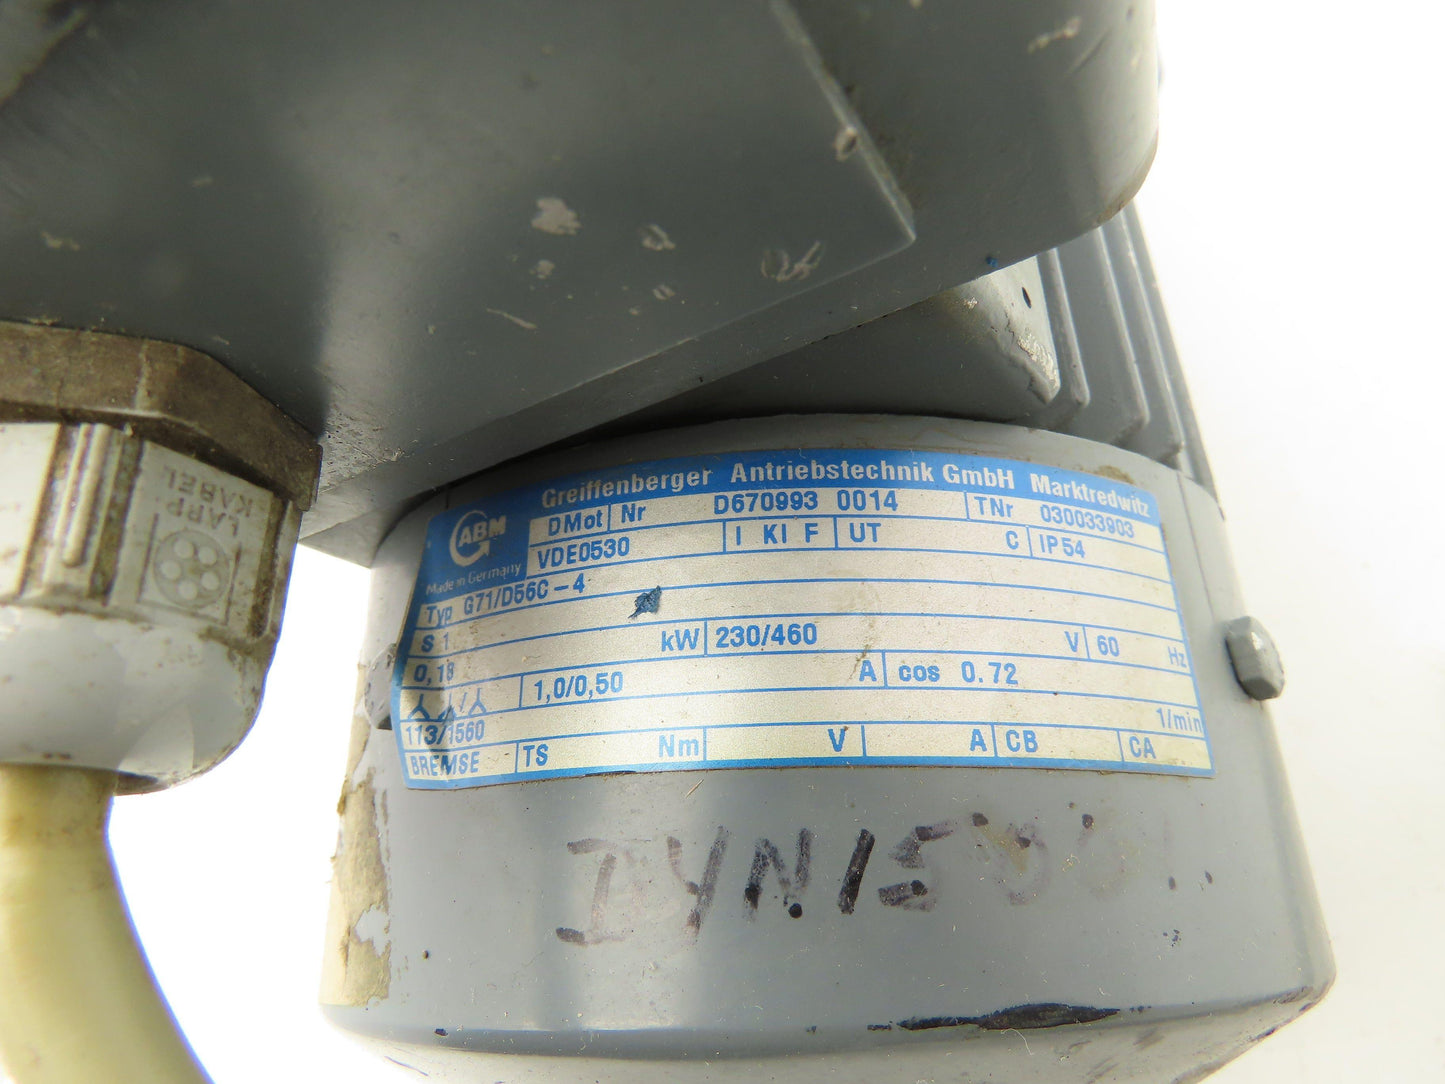 LAPP
KABEL
Greiffenberger Antriebstechnik GmbH Marktredwitz
ABM
Made in Germany
DMot Nr D670993 0014 TNr 030033903
VDE0530 I Kl F UT C IP54
Typ G71/D56C-4
S 1 kW 230/460 V 60 Hz
0,18
1,0/0,50 A cos 0.72
113/1560 1/min
BREMSE TS Nm V A CB CA